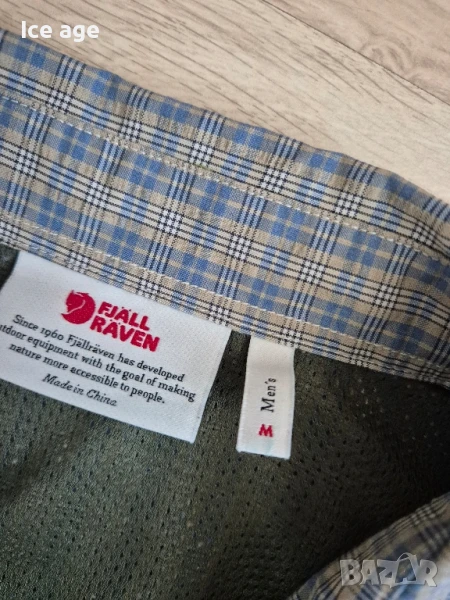 Ice age
FJÄLL
RÄVEN
Since 1960 Fjällräven has developed
outdoor equipment with the goal of making
nature more accessible to people.
Made in China
Men's
M
BAZAR